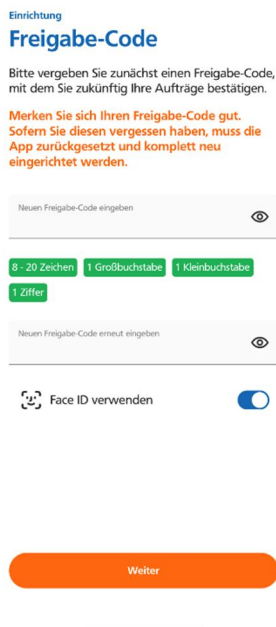 Einrichtung
Freigabe-Code
Bitte vergeben Sie zunächst einen Freigabe-Code,
mit dem Sie zukünftig Ihre Aufträge bestätigen.
Merken Sie sich Ihren Freigabe-Code gut.
Sofern Sie diesen vergessen haben, muss die
App zurückgesetzt und komplett neu
eingerichtet werden.
Neuen Freigabe-Code eingeben
8 - 20 Zeichen 1 Großbuchstabe 1 Kleinbuchstabe
1 Ziffer
Neuen Freigabe-Code erneut eingeben
Face ID verwenden
Weiter